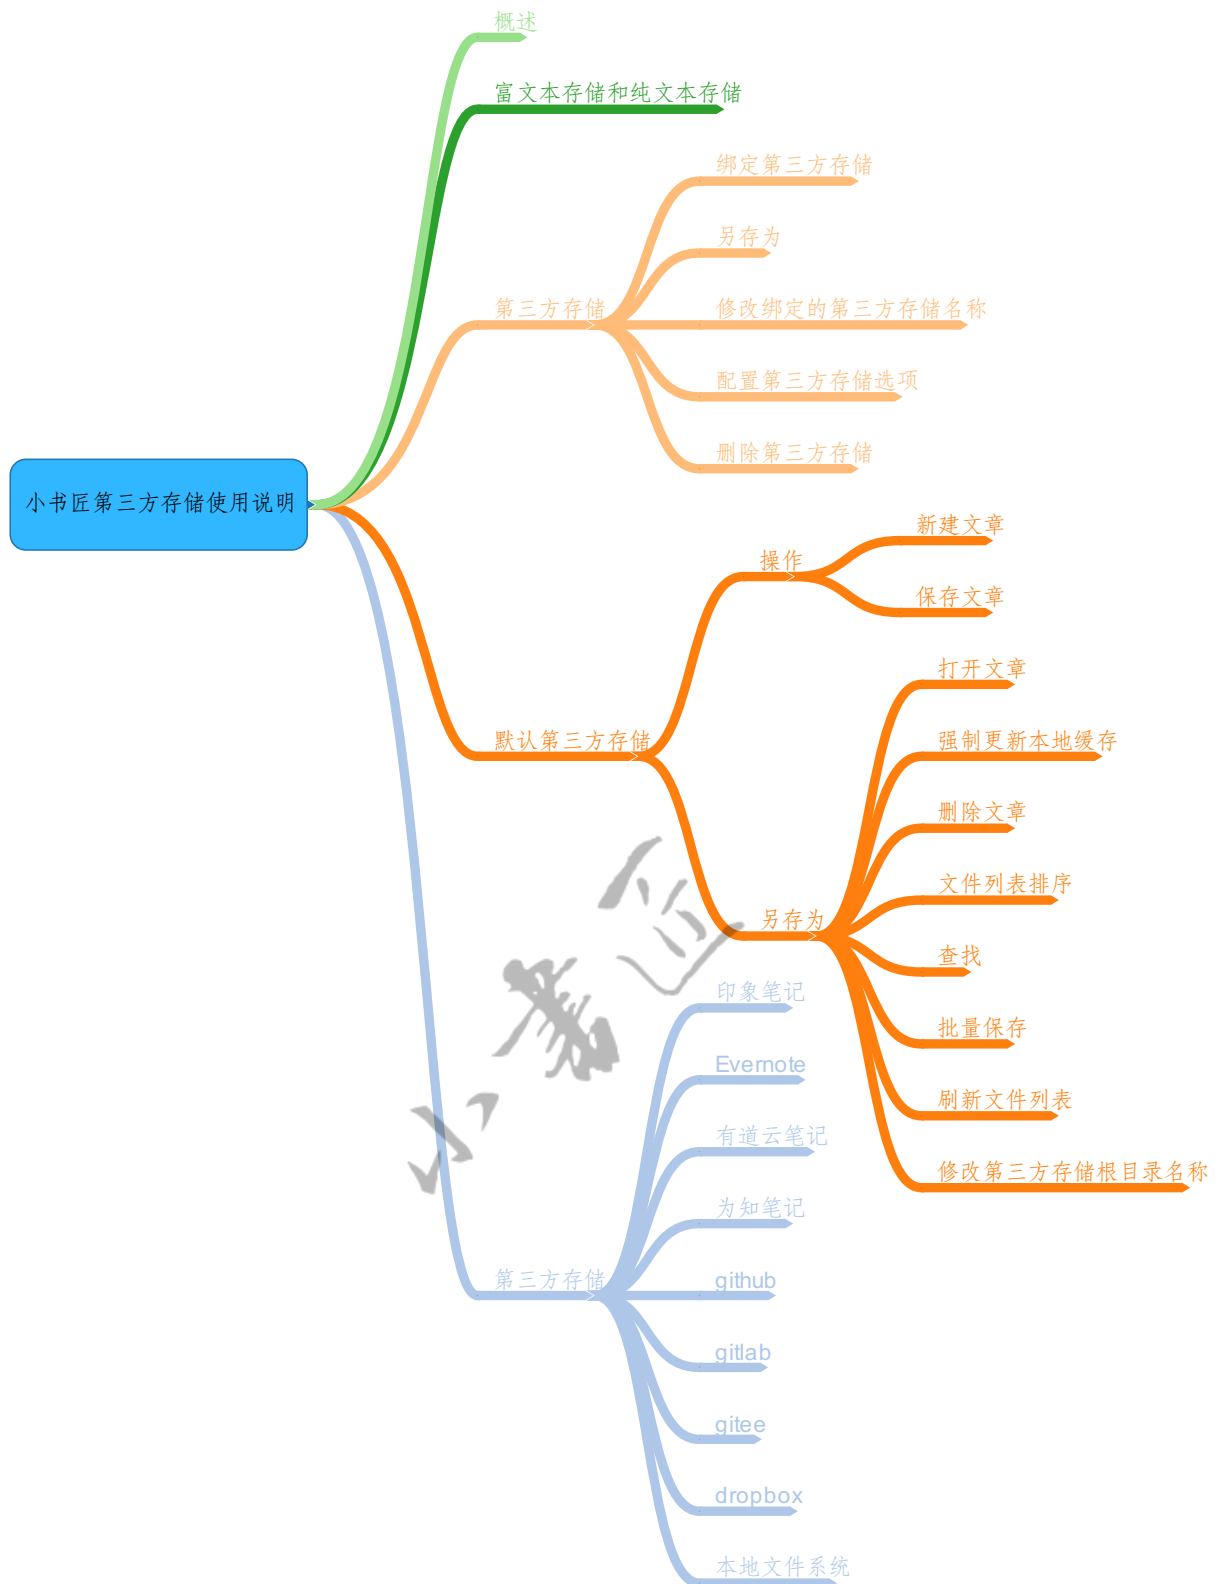 小书匠第三方存储使用说明
概述
富文本存储和纯文本存储
第三方存储
绑定第三方存储
另存为
修改绑定的第三方存储名称
配置第三方存储选项
删除第三方存储
默认第三方存储
操作
新建文章
保存文章
另存为
打开文章
强制更新本地缓存
删除文章
文件列表排序
查找
批量保存
刷新文件列表
修改第三方存储根目录名称
第三方存储
印象笔记
Evernote
有道云笔记
为知笔记
github
gitlab
gitee
dropbox
本地文件系统
小書匠